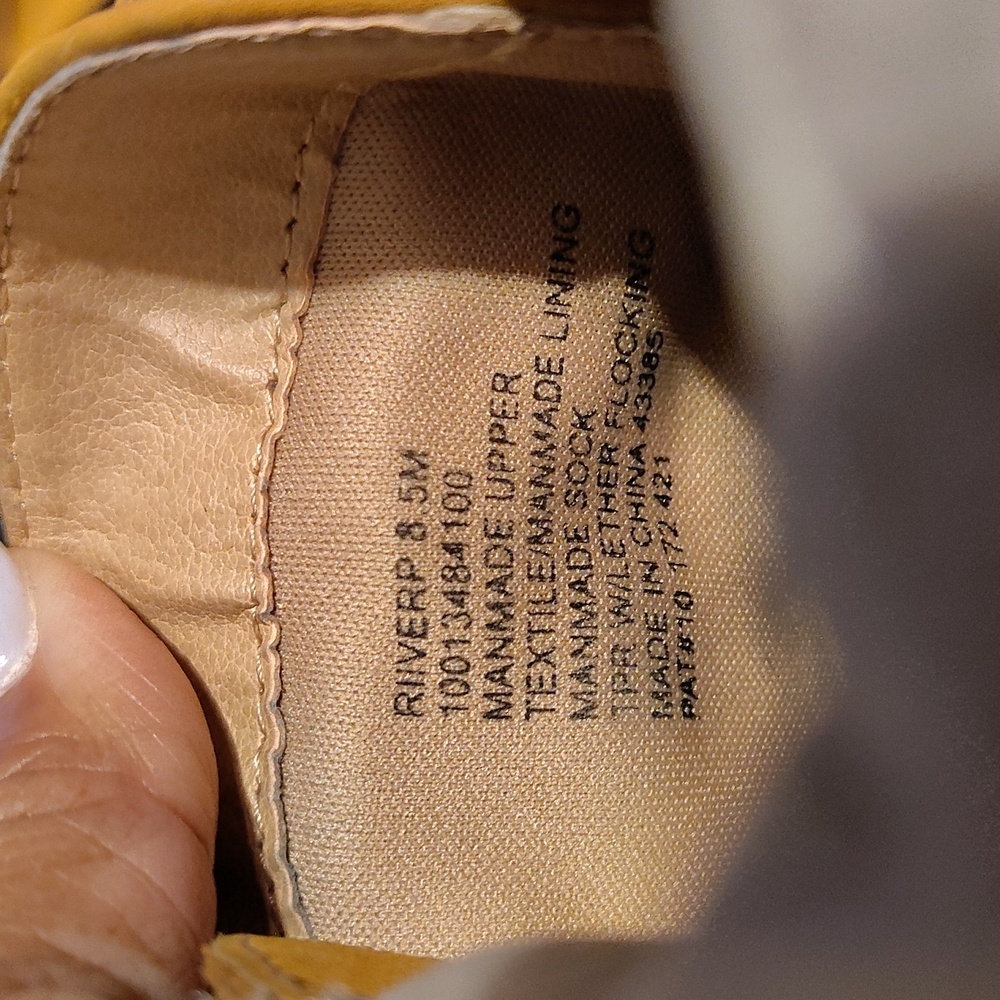 RIIVERP 8.5M
10013484100
MANMADE UPPER
TEXTILE/MANMADE LINING
MANMADE SOCK
TPR W/LETHER FLOCKING
MADE IN CHINA 43385
PAT#10 172 421